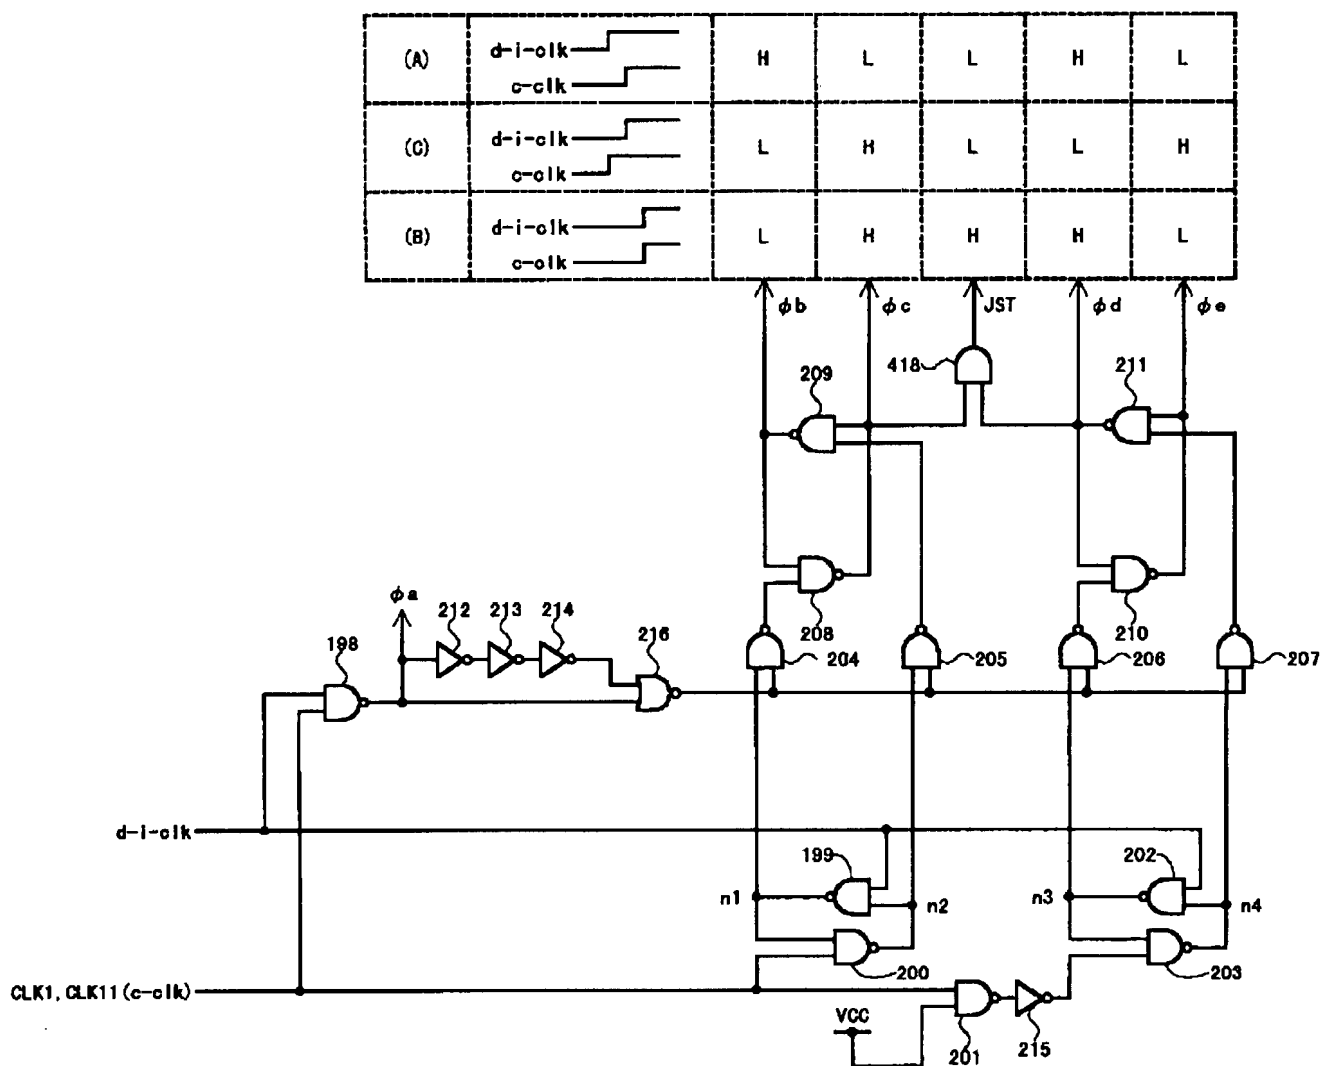 (A) d-i-clk H L L H L
c-clk
(C) d-i-clk L H L L H
c-clk
(B) d-i-clk L H H H L
c-clk
φb φc JST φd φe
418
209 211
φa
212 213 214 216
198
208 210
204 205 206 207
d-i-clk
199 202
n1 n2 n3 n4
200 203
CLK1, CLK11(c-clk)
VCC
201 215